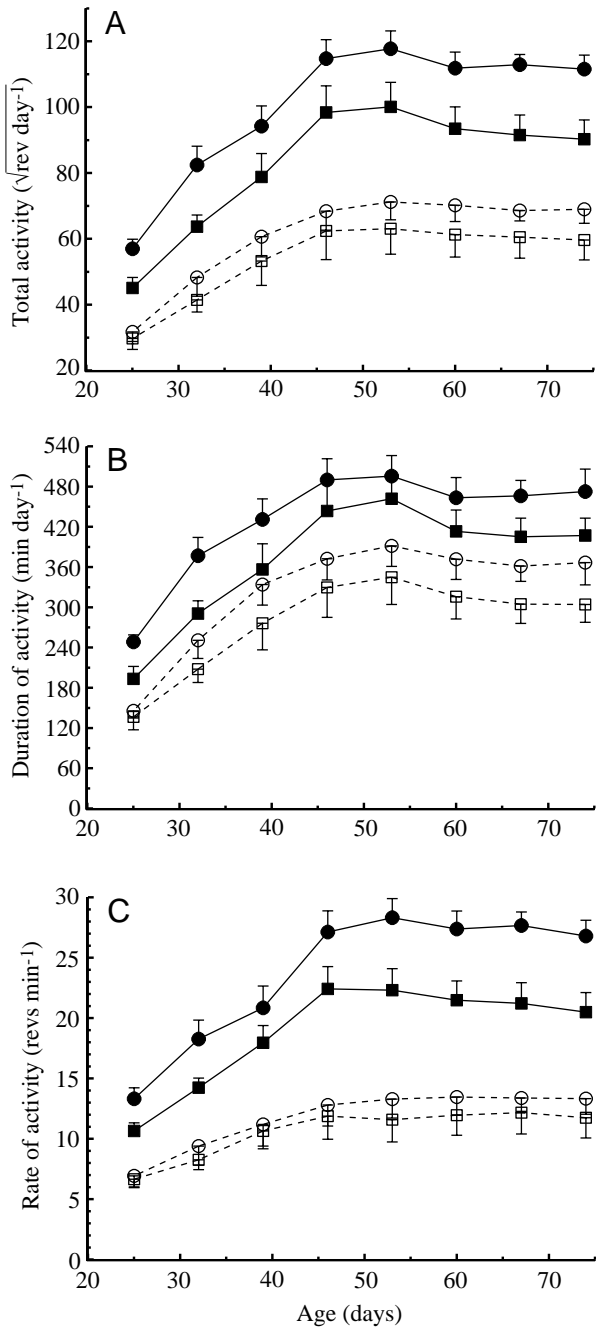 A
Total activity (√rev day-1)
120
100
80
60
40
20
20 30 40 50 60 70
B
Duration of activity (min day-1)
540
480
420
360
300
240
180
120
60
0
20 30 40 50 60 70
C
Rate of activity (revs min-1)
30
25
20
15
10
5
0
20 30 40 50 60 70
Age (days)